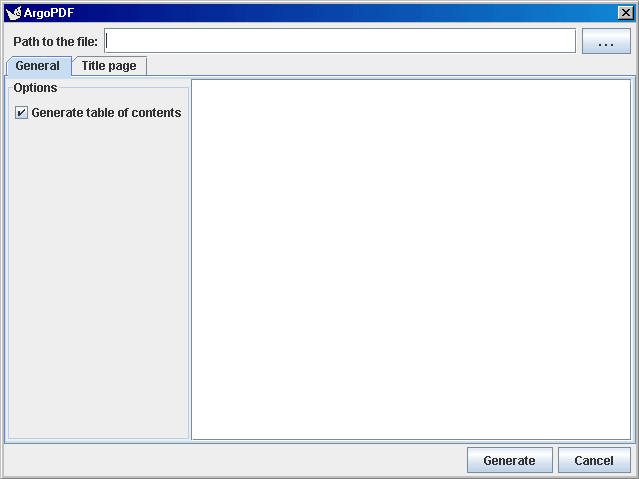 ArgoPDF
Path to the file:
...
General
Title page
Options
Generate table of contents
Generate
Cancel